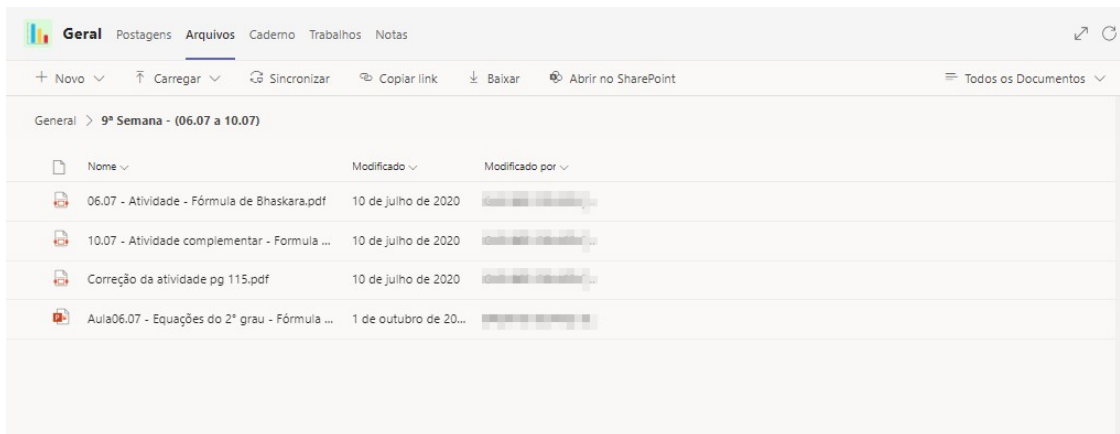 Geral Postagens Arquivos Caderno Trabalhos Notas
Novo Carregar Sincronizar Copiar link Baixar Abrir no SharePoint Todos os Documentos
General > 9ª Semana - (06.07 a 10.07)
Nome Modificado Modificado por
06.07 - Atividade - Fórmula de Bhaskara.pdf 10 de julho de 2020
10.07 - Atividade complementar - Formula ... 10 de julho de 2020
Correção da atividade pg 115.pdf 10 de julho de 2020
Aula06.07 - Equações do 2° grau - Fórmula ... 1 de outubro de 20...